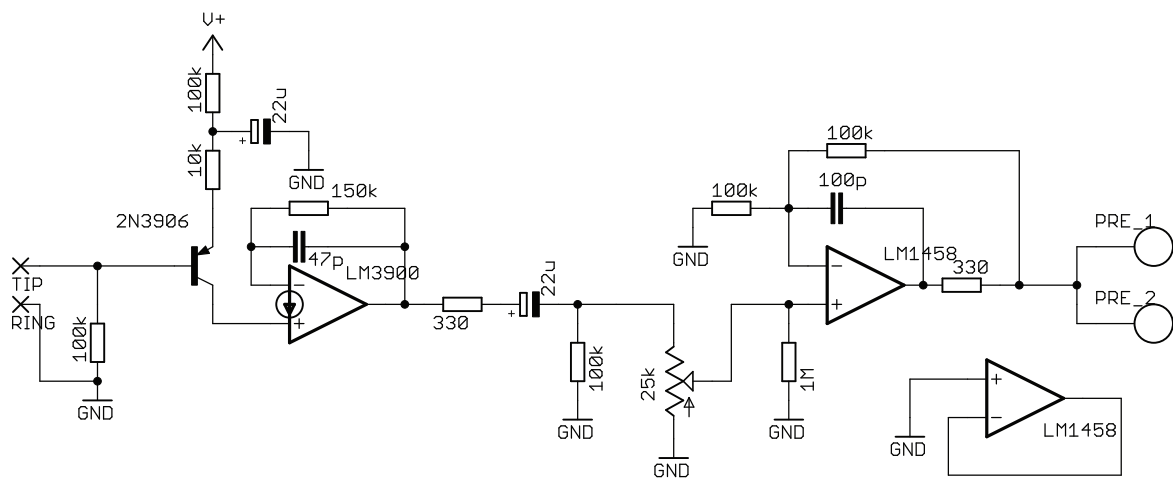 V+
100k
22u
+
10k
GND
150k
2N3906
47p
LM3900
-
+
TIP
RING
100k
GND
330
22u
+
100k
GND
25k
GND
100k
GND
100k
100p
LM1458
-
+
330
1M
GND
PRE_1
PRE_2
+
-
GND
LM1458